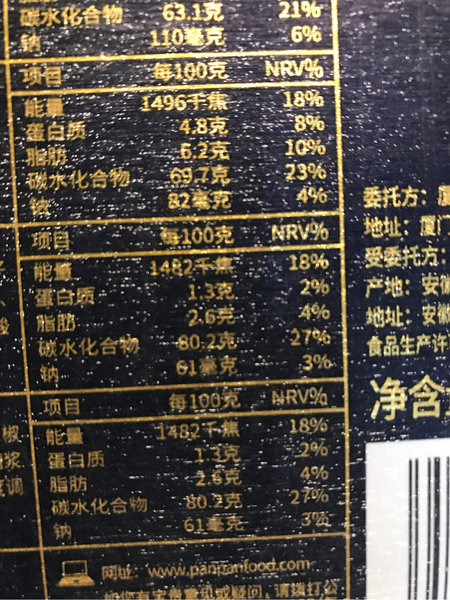 碳水化合物 63.1克 21%
钠 110毫克 6%
项目 每100克 NRV%
能量 1496千焦 18%
蛋白质 4.8克 8%
脂肪 6.2克 10%
碳水化合物 69.7克 23%
钠 82毫克 4%
项目 每100克 NRV%
能量 1482千焦 18%
蛋白质 1.3克 2%
脂肪 2.6克 4%
碳水化合物 80.2克 27%
钠 61毫克 3%
项目 每100克 NRV%
能量 1482千焦 18%
蛋白质 1.3克 2%
脂肪 2.6克 4%
碳水化合物 80.2克 27%
钠 61毫克 3%
网址: www.panpanfood.com
委托方: 厦
地址: 厦门
受委托方:
产地: 安徽
地址: 安徽
食品生产许可
净含
椒
浆
调